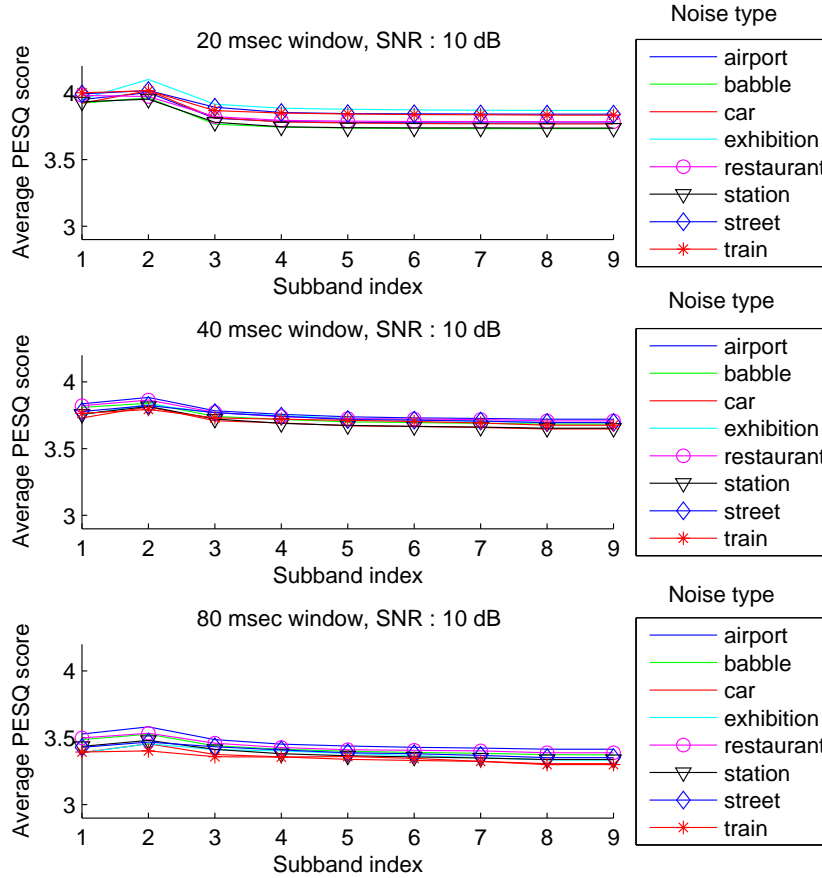 20 msec window, SNR : 10 dB
Average PESQ score
4
3.5
3
1 2 3 4 5 6 7 8 9
Subband index
Noise type
airport
babble
car
exhibition
restaurant
station
street
train
40 msec window, SNR : 10 dB
Average PESQ score
4
3.5
3
1 2 3 4 5 6 7 8 9
Subband index
Noise type
airport
babble
car
exhibition
restaurant
station
street
train
80 msec window, SNR : 10 dB
Average PESQ score
4
3.5
3
1 2 3 4 5 6 7 8 9
Subband index
Noise type
airport
babble
car
exhibition
restaurant
station
street
train